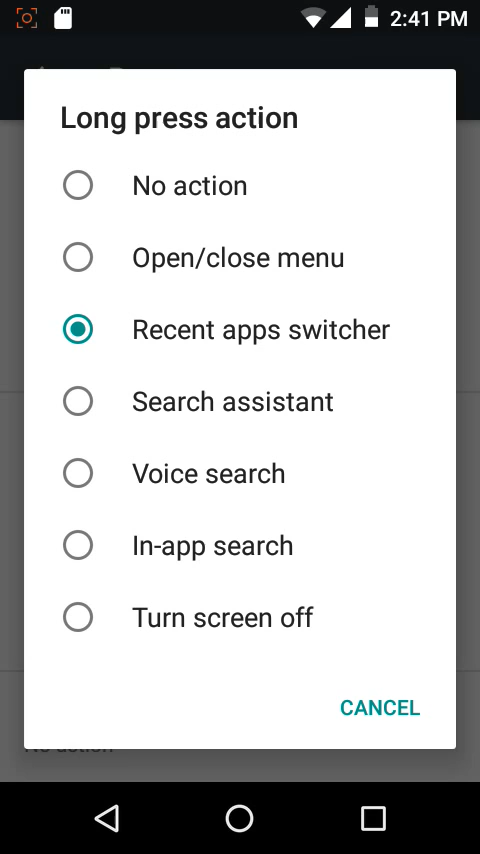 2:41 PM
Long press action
No action
Open/close menu
Recent apps switcher
Search assistant
Voice search
In-app search
Turn screen off
CANCEL